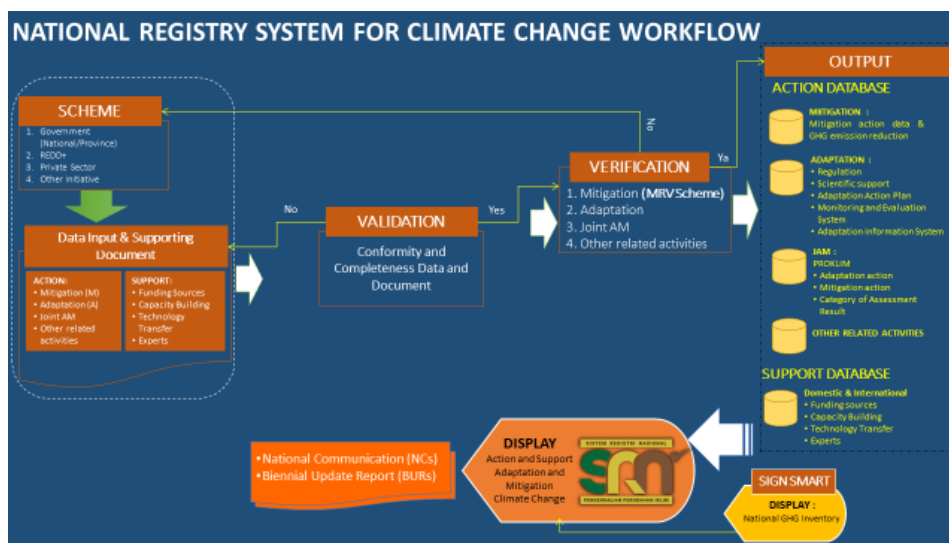 NATIONAL REGISTRY SYSTEM FOR CLIMATE CHANGE WORKFLOW
SCHEME
1. Government
(National/Province)
2. REDD+
3. Private Sector
4. Other Initiative
Data Input & Supporting
Document
ACTION:
• Mitigation (M)
• Adaptation (A)
• Joint AM
• Other related
activities
SUPPORT:
• Funding Sources
• Capacity Building
• Technology
Transfer
• Experts
No
VALIDATION
Conformity and
Completeness Data and
Document
Yes
No
VERIFICATION
1. Mitigation (MRV Scheme)
2. Adaptation
3. Joint AM
4. Other related activities
Ya
OUTPUT
ACTION DATABASE
MITIGATION :
Mitigation action data &
GHG emission reduction
ADAPTATION :
• Regulation
• Scientific support
• Adaptation Action Plan
• Monitoring and Evaluation
System
• Adaptation Information System
JAM :
PROKLIM
• Adaptation action
• Mitigation action
• Category of Assessment
Result
OTHER RELATED ACTIVITIES
SUPPORT DATABASE
Domestic & International
• Funding sources
• Capacity Building
• Technology Transfer
• Experts
• National Communication (NCs)
• Biennial Update Report (BURs)
DISPLAY
Action and Support
Adaptation and
Mitigation
Climate Change
SISTEM REGISTRI NASIONAL
srn
PENGENDALIAN PERUBAHAN IKLIM
SIGN SMART
DISPLAY :
National GHG Inventory